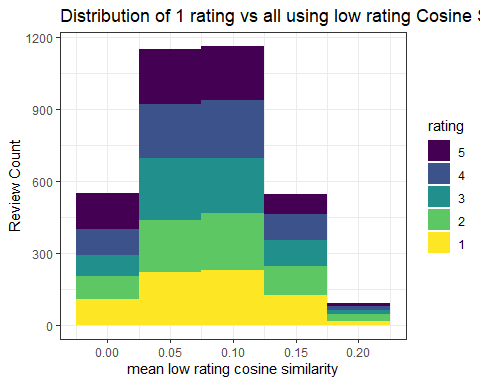 Distribution of 1 rating vs all using low rating Cosine S
1200
900
600
300
0
Review Count
0.00 0.05 0.10 0.15 0.20
mean low rating cosine similarity
rating
5
4
3
2
1